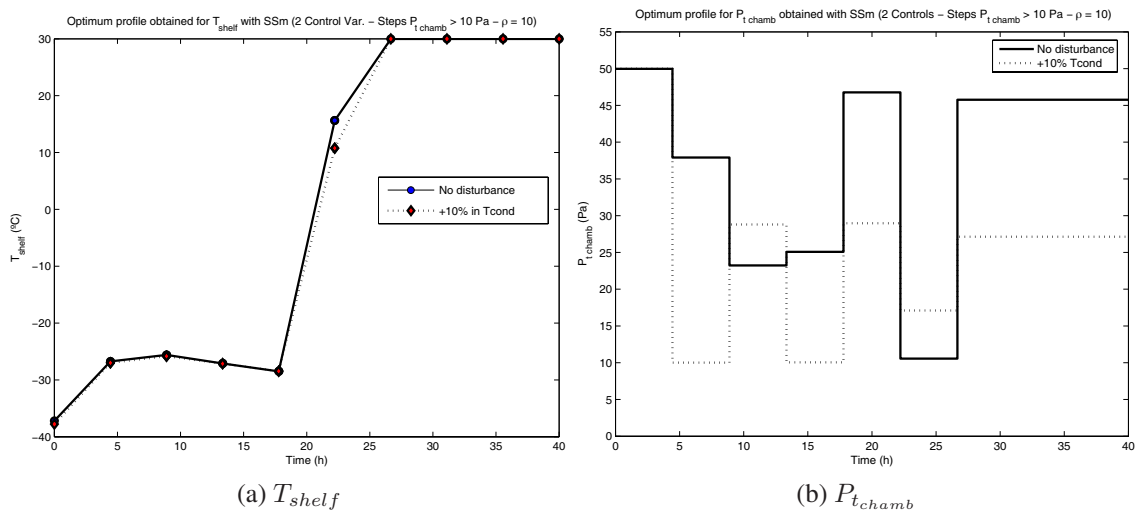 Optimum profile obtained for T_shelf with SSm (2 Control Var. − Steps P_t chamb > 10 Pa − ρ = 10)
30
20
10
0
−10
−20
−30
−40
T_shelf (ºC)
No disturbance
+10% in Tcond
0 5 10 15 20 25 30 35 40
Time (h)
(a) T_shelf
Optimum profile for P_t chamb obtained with SSm (2 Controls − Steps P_t chamb > 10 Pa − ρ = 10)
55
50
45
40
35
30
25
20
15
10
5
0
P_t chamb (Pa)
No disturbance
+10% Tcond
0 5 10 15 20 25 30 35 40
Time (h)
(b) P_t_chamb